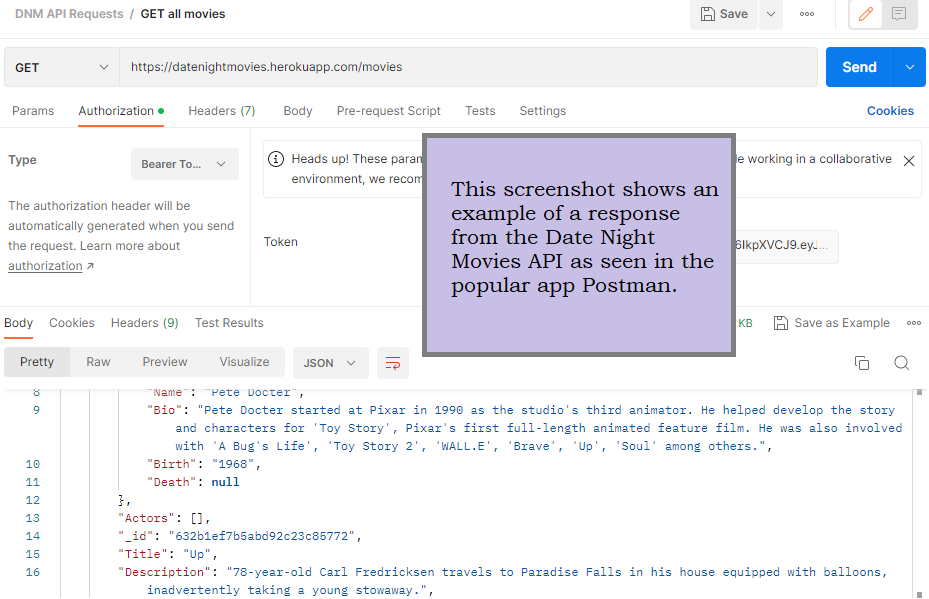 DNM API Requests / GET all movies
Save
GET https://datenightmovies.herokuapp.com/movies Send
Params Authorization Headers (7) Body Pre-request Script Tests Settings Cookies
Type Bearer To...
Heads up! These working in a collaborative
environment, we
The authorization header will be
automatically generated when you send
the request. Learn more about
authorization ↗
Token 6IkpXVCJ9.eyJ...
This screenshot shows an
example of a response
from the Date Night
Movies API as seen in the
popular app Postman.
Body Cookies Headers (9) Test Results KB Save as Example
Pretty Raw Preview Visualize JSON
8 "Name": "Pete Docter",
9 "Bio": "Pete Docter started at Pixar in 1990 as the studio's third animator. He helped develop the story
and characters for 'Toy Story', Pixar's first full-length animated feature film. He was also involved
with 'A Bug's Life', 'Toy Story 2', 'WALL.E', 'Brave', 'Up', 'Soul' among others.",
10 "Birth": "1968",
11 "Death": null
12 },
13 "Actors": [],
14 "_id": "632b1ef7b5abd92c23c85772",
15 "Title": "Up",
16 "Description": "78-year-old Carl Fredricksen travels to Paradise Falls in his house equipped with balloons,
inadvertently taking a young stowaway.",